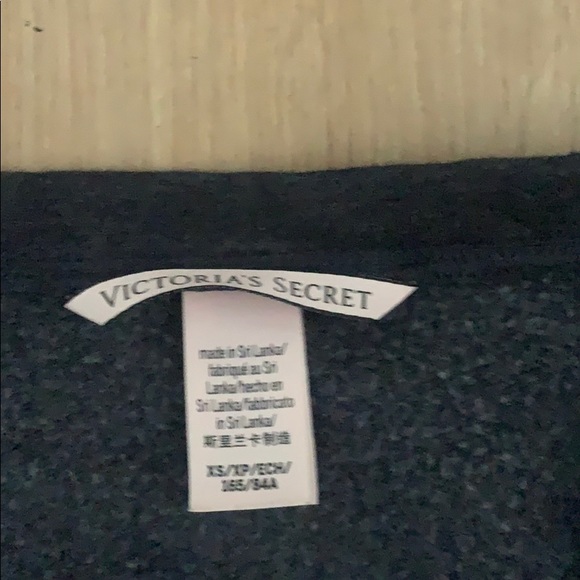 VICTORIA'S SECRET
made in Sri Lanka/
fabriqué au Sri
Lanka/hecho en
Sri Lanka/fabbricato
in Sri Lanka/
斯里兰卡制造
XS/XP/ECH/
165/84A